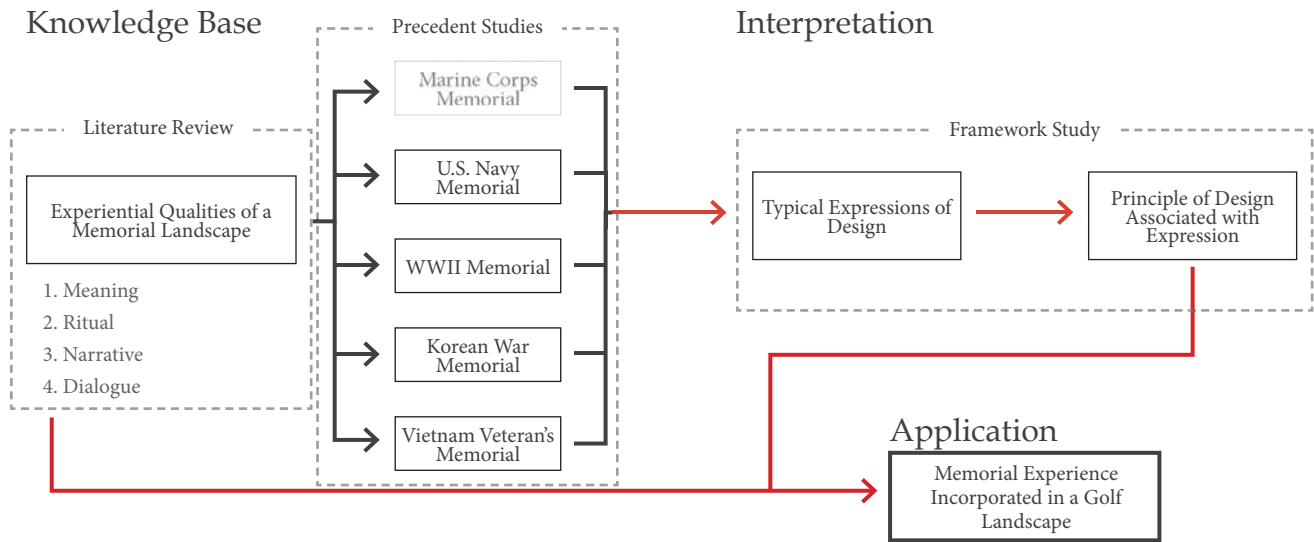 Knowledge Base
Literature Review
Experiential Qualities of a
Memorial Landscape
1. Meaning
2. Ritual
3. Narrative
4. Dialogue
Precedent Studies
Marine Corps
Memorial
U.S. Navy
Memorial
WWII Memorial
Korean War
Memorial
Vietnam Veteran's
Memorial
Interpretation
Framework Study
Typical Expressions of
Design
Principle of Design
Associated with
Expression
Application
Memorial Experience
Incorporated in a Golf
Landscape